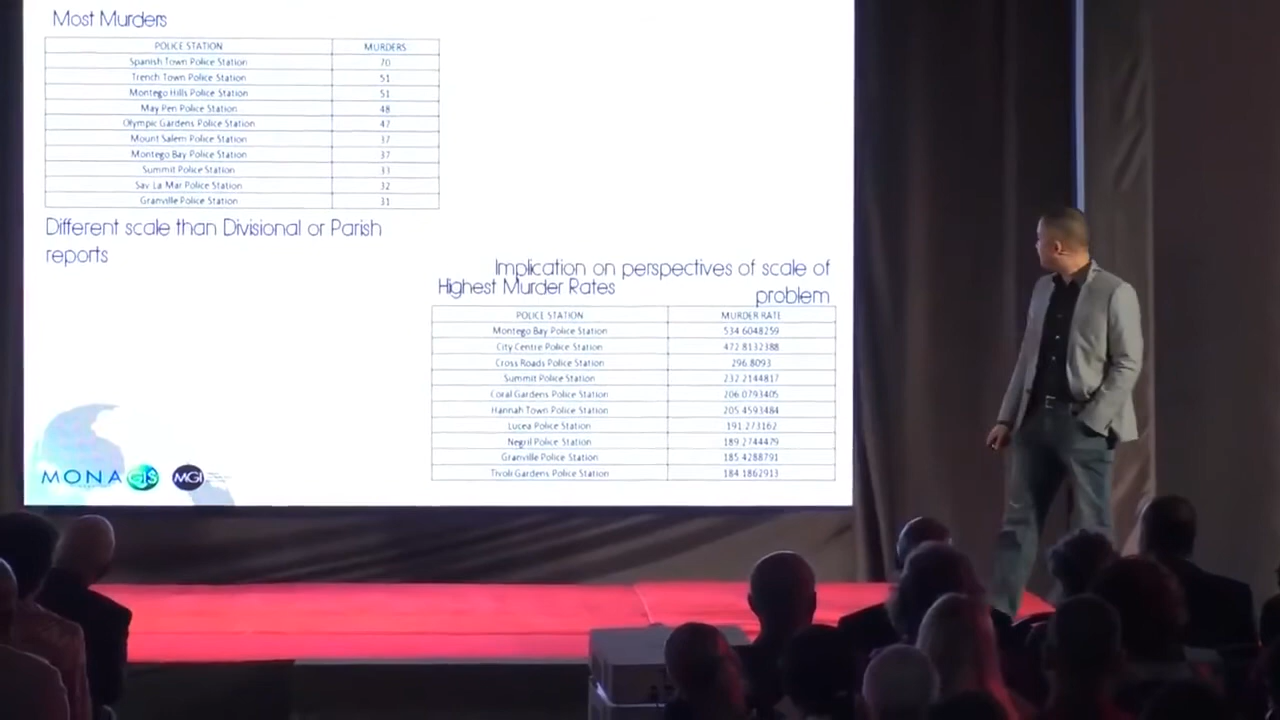 Most Murders
POLICE STATION MURDERS
Spanish Town Police Station 70
Trench Town Police Station 51
Montego Hills Police Station 51
May Pen Police Station 48
Olympic Gardens Police Station 47
Mount Salem Police Station 37
Montego Bay Police Station 37
Summit Police Station 33
Sav La Mar Police Station 32
Granville Police Station 31
Different scale than Divisional or Parish
reports
Implication on perspectives of scale of
problem
Highest Murder Rates
POLICE STATION MURDER RATE
Montego Bay Police Station 534.6048259
City Centre Police Station 472.8132388
Cross Roads Police Station 296.8093
Summit Police Station 232.2144817
Coral Gardens Police Station 206.0793405
Hannah Town Police Station 205.4593484
Lucea Police Station 191.273162
Negril Police Station 189.2744479
Granville Police Station 185.4288791
Tivoli Gardens Police Station 184.1862913
MONA GIS MGI